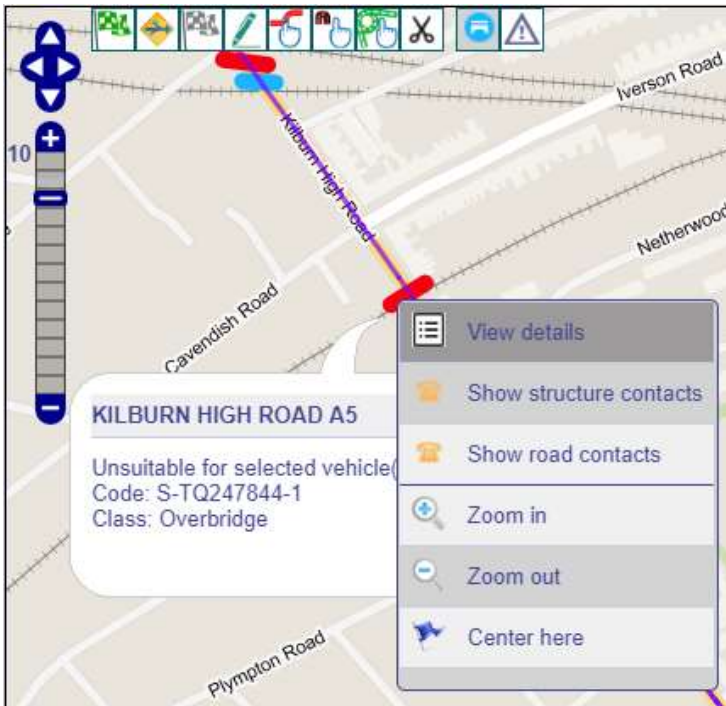 Iverson Road
10
Kilburn High Road
Netherwood
Cavendish Road
View details
Show structure contacts
Show road contacts
Zoom in
Zoom out
Center here
KILBURN HIGH ROAD A5
Unsuitable for selected vehicle(
Code: S-TQ247844-1
Class: Overbridge
Plympton Road